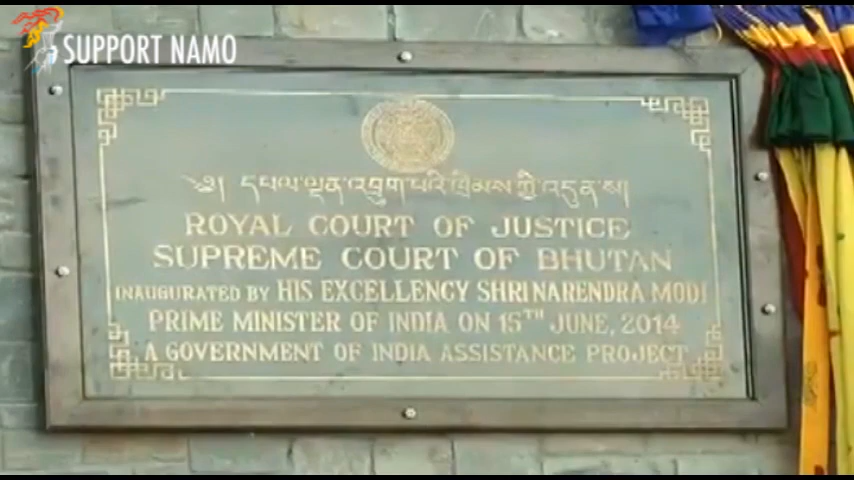 SUPPORT NAMO
༄། དཔལ་ལྡན་འབྲུག་པའི་ཁྲིམས་ཀྱི་འདུན་ས།
ROYAL COURT OF JUSTICE
SUPREME COURT OF BHUTAN
INAUGURATED BY HIS EXCELLENCY SHRI NARENDRA MODI
PRIME MINISTER OF INDIA ON 15TH JUNE, 2014
A GOVERNMENT OF INDIA ASSISTANCE PROJECT